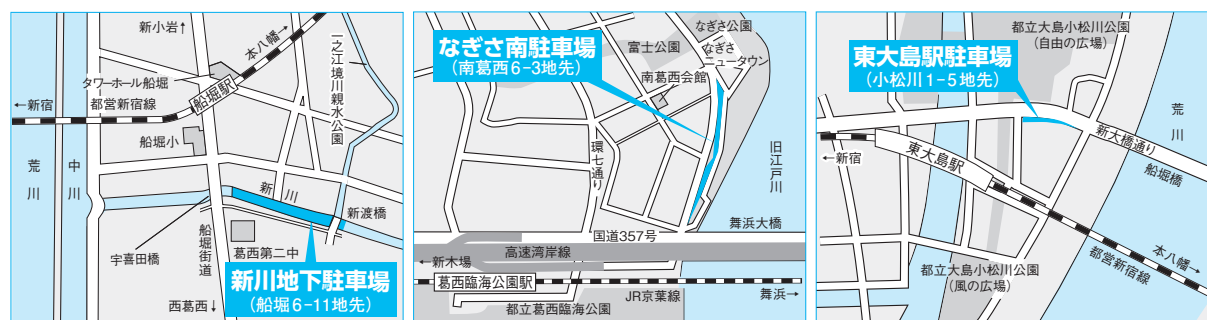 新小岩↑
本八幡→
タワーホール船堀
船堀駅
一之江境川親水公園
←新宿
都営新宿線
船堀小
荒川
中川
新川
新渡橋
宇喜田橋
船堀街道
葛西第二中
新川地下駐車場
(船堀6-11地先)
西葛西↓
なぎさ公園
富士公園
なぎさ
ニュータウン
なぎさ南駐車場
(南葛西6-3地先)
南葛西会館
環七通り
旧江戸川
舞浜大橋
国道357号
高速湾岸線
←新木場
葛西臨海公園駅
JR京葉線
舞浜→
都立葛西臨海公園
都立大島小松川公園
(自由の広場)
東大島駅駐車場
(小松川1-5地先)
荒川
新大橋通り
船堀橋
←新宿
東大島駅
本八幡→
都営新宿線
都立大島小松川公園
(風の広場)